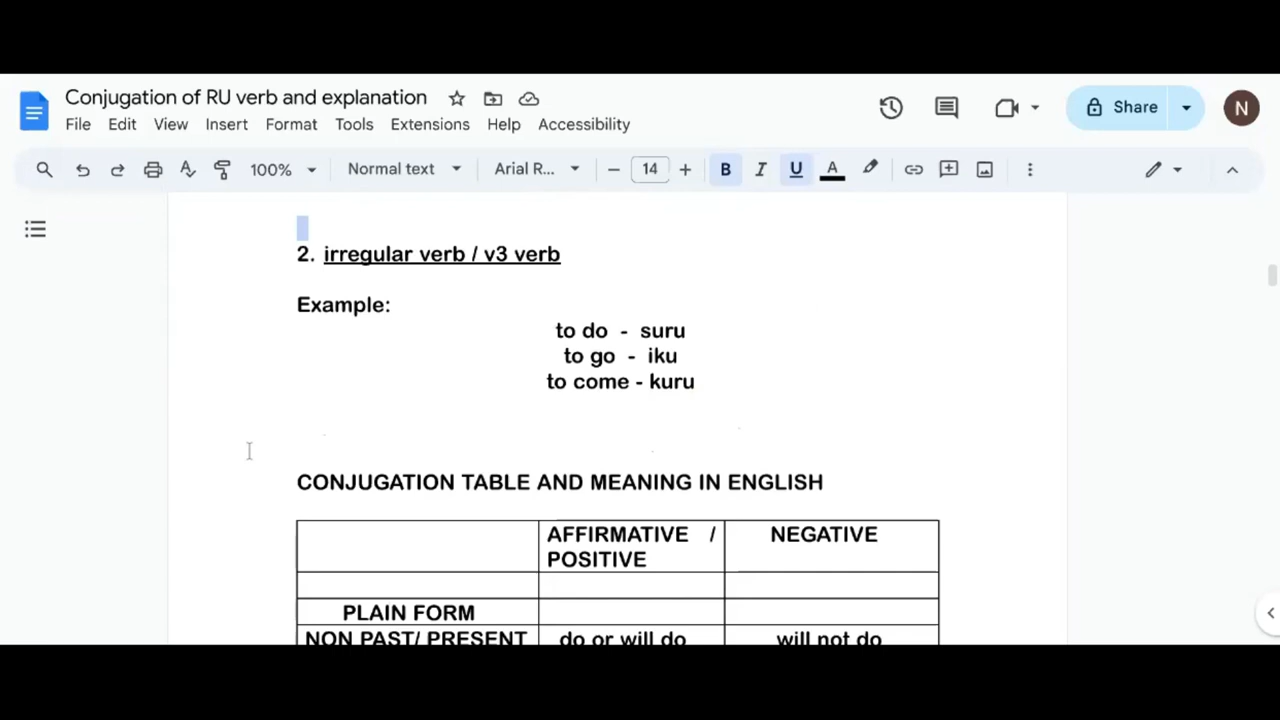 Conjugation of RU verb and explanation
File Edit View Insert Format Tools Extensions Help Accessibility
Share
N
100% Normal text Arial R... 14 B I U A
2. irregular verb / v3 verb
Example:
to do - suru
to go - iku
to come - kuru
CONJUGATION TABLE AND MEANING IN ENGLISH
AFFIRMATIVE / NEGATIVE
POSITIVE
PLAIN FORM
NON PAST/ PRESENT do or will do will not do